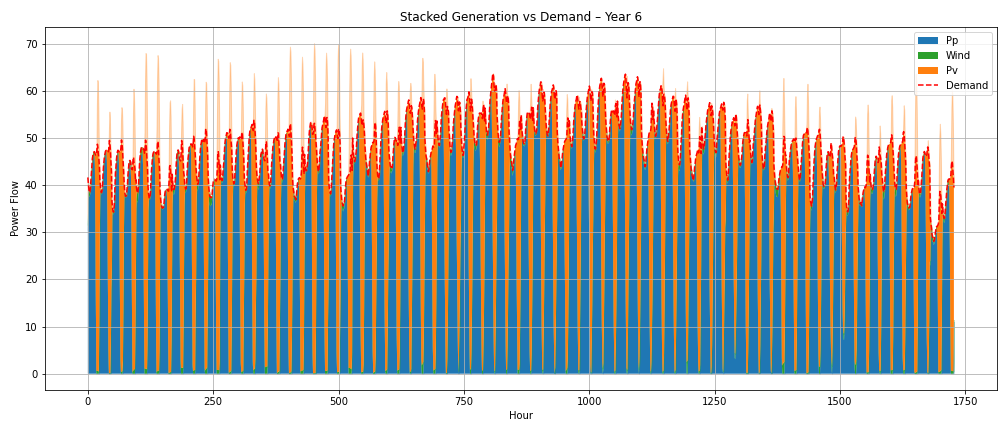 Stacked Generation vs Demand – Year 6
Power Flow
70
60
50
40
30
20
10
0
Pp
Wind
Pv
Demand
0 250 500 750 1000 1250 1500 1750
Hour